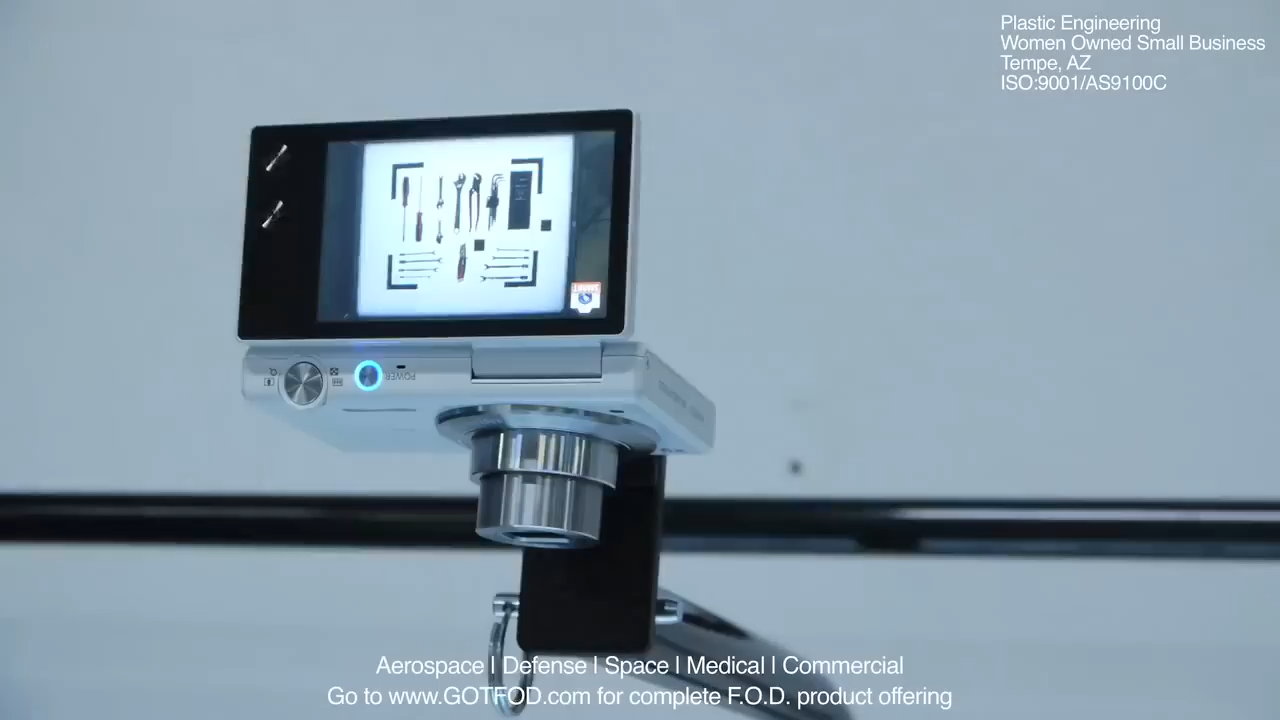 Plastic Engineering
Women Owned Small Business
Tempe, AZ
ISO:9001/AS9100C
SMART
POWER
Aerospace | Defense | Space | Medical | Commercial
Go to www.GOTFOD.com for complete F.O.D. product offering